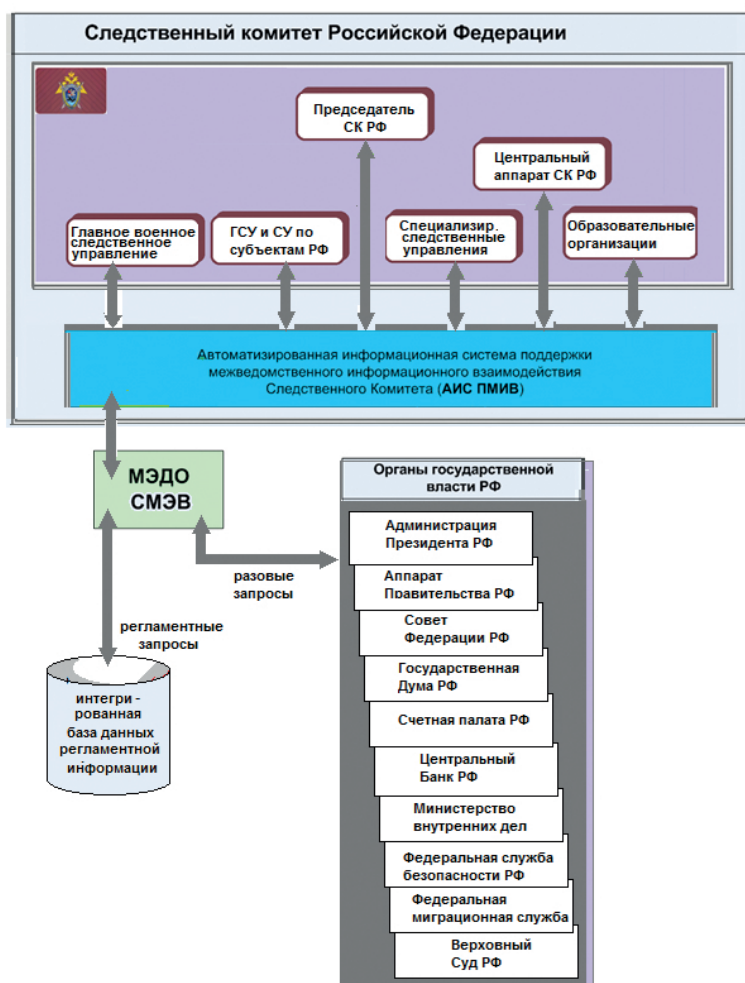 Следственный комитет Российской Федерации
Председатель
СК РФ
Центральный
аппарат СК РФ
Главное военное
следственное
управление
ГСУ и СУ по
субъектам РФ
Специализир.
следственные
управления
Образовательные
организации
Автоматизированная информационная система поддержки
межведомственного информационного взаимодействия
Следственного Комитета (АИС ПМИВ)
МЭДО
СМЭВ
Органы государственной
власти РФ
разовые
запросы
регламентные
запросы
интегри -
рованная
база данных
регламентной
информации
Администрация
Президента РФ
Аппарат
Правительства РФ
Совет
Федерации РФ
Государственная
Дума РФ
Счетная палата РФ
Центральный
Банк РФ
Министерство
внутренних дел
Федеральная служба
безопасности РФ
Федеральная
миграционная служба
Верховный
Суд РФ